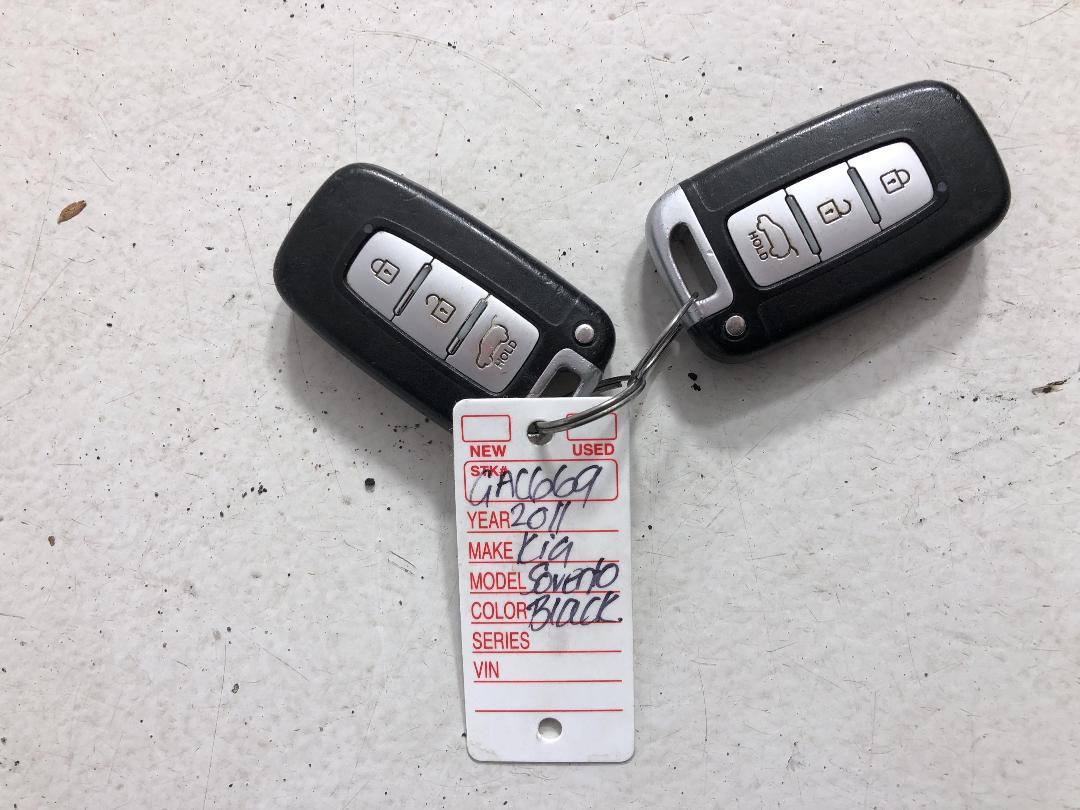 HOLD
HOLD
NEW USED
STK# GAC669
YEAR 2011
MAKE Kia
MODEL Sorento
COLOR Black.
SERIES
VIN